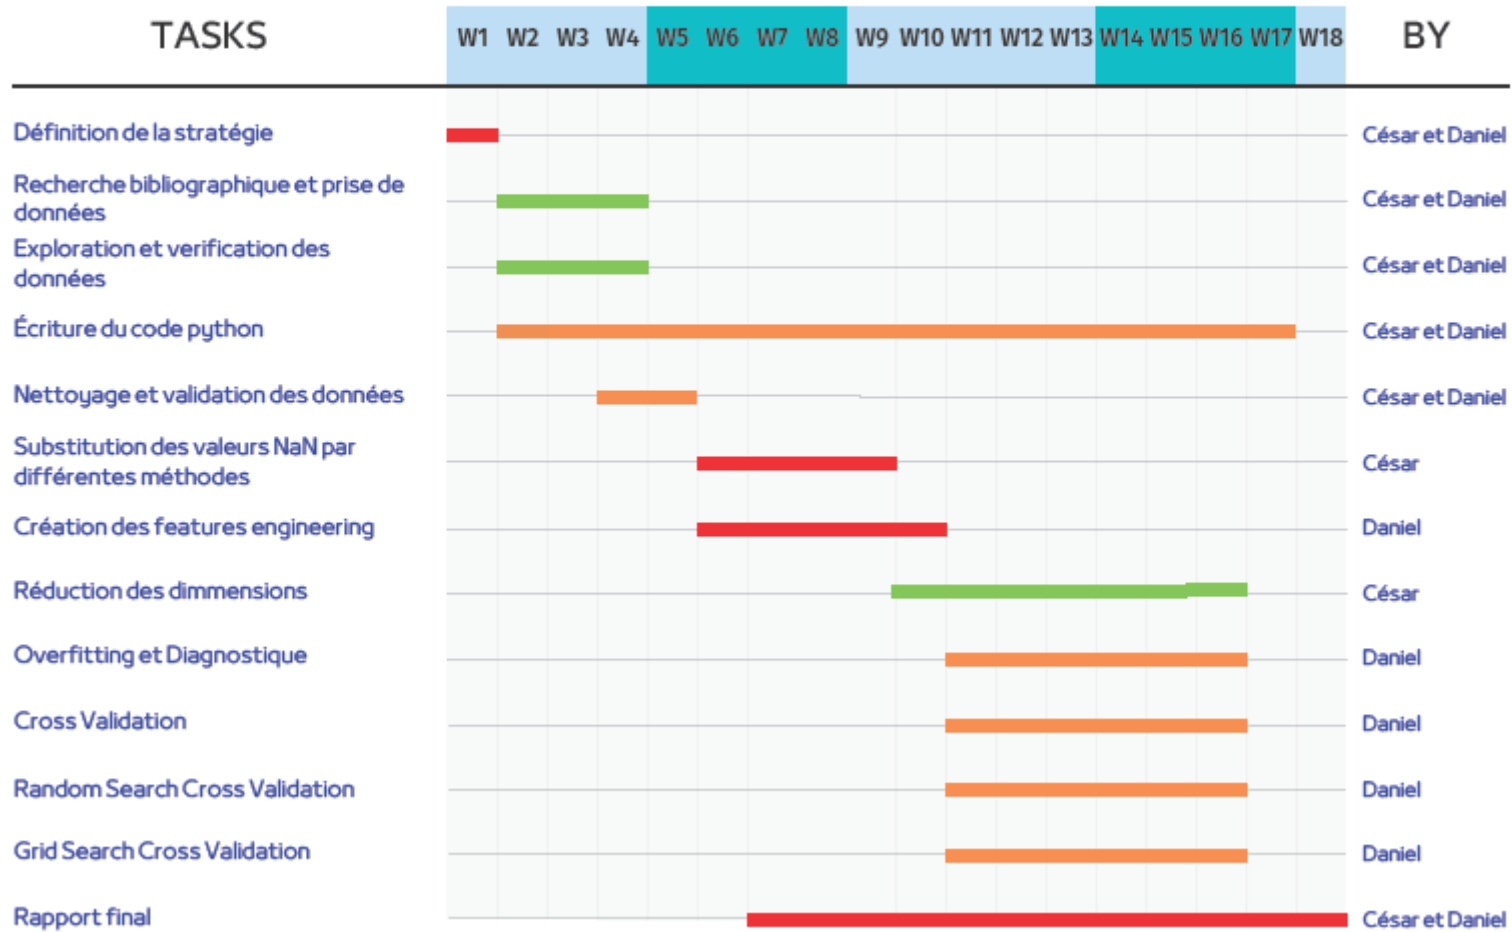 TASKS W1 W2 W3 W4 W5 W6 W7 W8 W9 W10 W11 W12 W13 W14 W15 W16 W17 W18 BY
Définition de la stratégie César et Daniel
Recherche bibliographique et prise de
données César et Daniel
Exploration et verification des
données César et Daniel
Écriture du code python César et Daniel
Nettoyage et validation des données César et Daniel
Substitution des valeurs NaN par
différentes méthodes César
Création des features engineering Daniel
Réduction des dimmensions César
Overfitting et Diagnostique Daniel
Cross Validation Daniel
Random Search Cross Validation Daniel
Grid Search Cross Validation Daniel
Rapport final César et Daniel